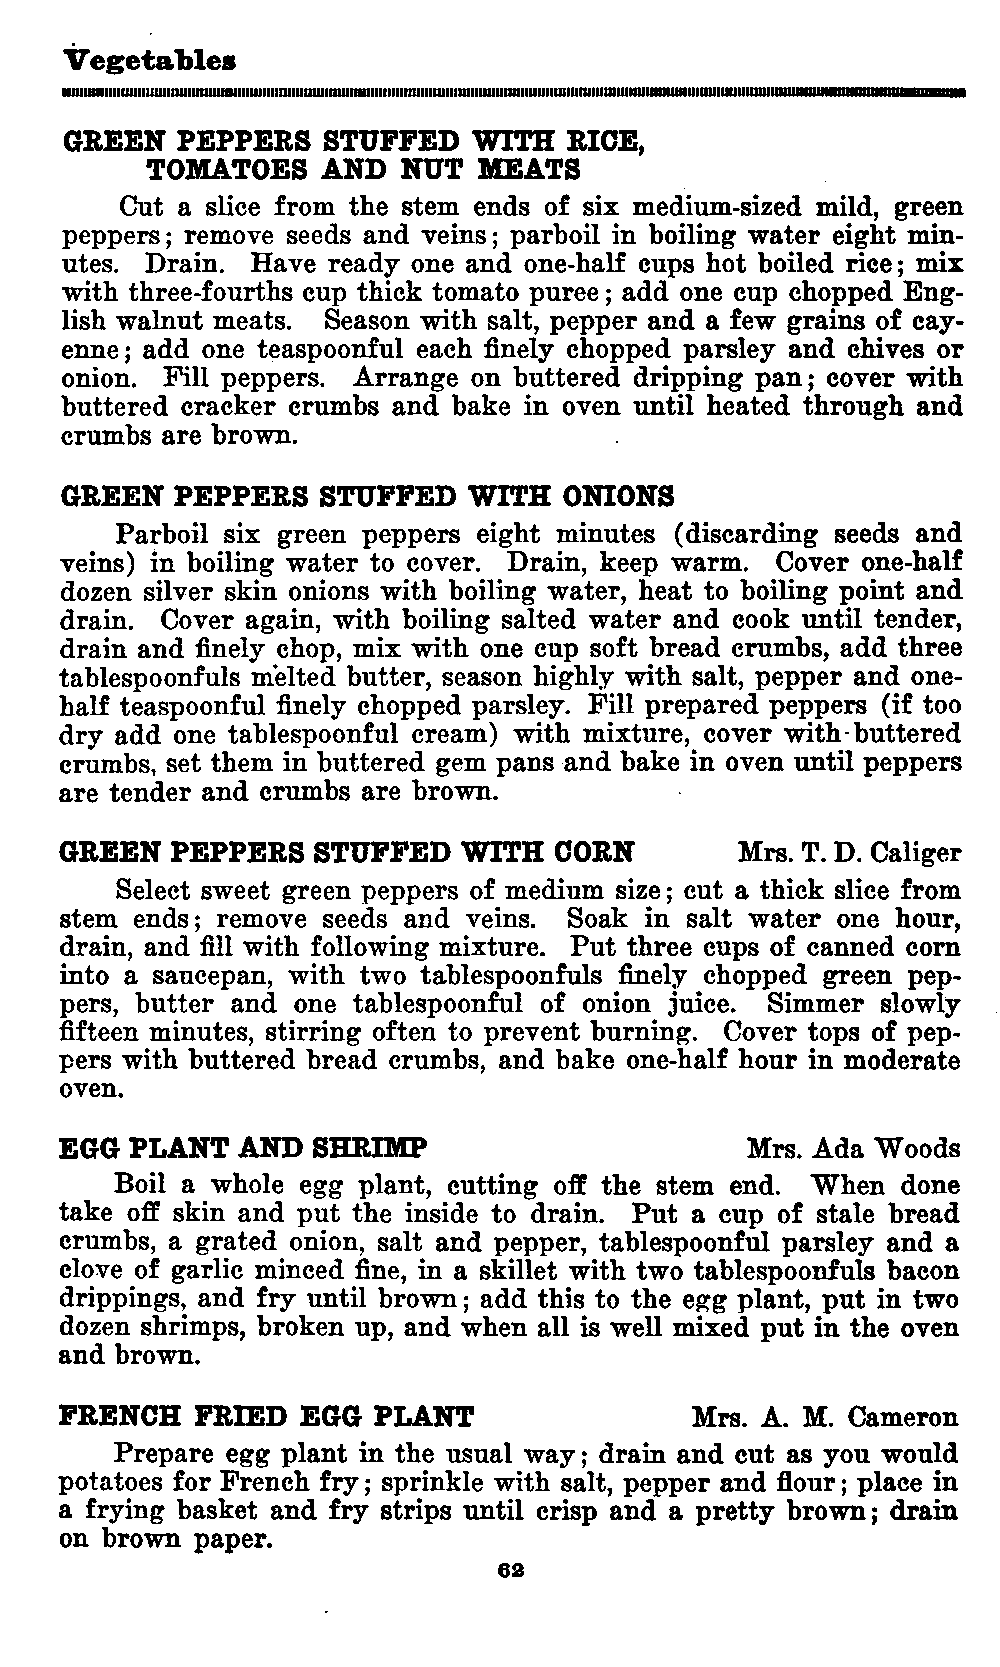 Vegetables
GREEN PEPPERS STUFFED WITH RICE,
TOMATOES AND NUT MEATS
Cut a slice from the stem ends of six medium-sized mild, green
peppers; remove seeds and veins; parboil in boiling water eight min-
utes. Drain. Have ready one and one-half cups hot boiled rice; mix
with three-fourths cup thick tomato puree; add one cup chopped Eng-
lish walnut meats. Season with salt, pepper and a few grains of cay-
enne; add one teaspoonful each finely chopped parsley and chives or
onion. Fill peppers. Arrange on buttered dripping pan; cover with
buttered cracker crumbs and bake in oven until heated through and
crumbs are brown.
GREEN PEPPERS STUFFED WITH ONIONS
Parboil six green peppers eight minutes (discarding seeds and
veins) in boiling water to cover. Drain, keep warm. Cover one-half
dozen silver skin onions with boiling water, heat to boiling point and
drain. Cover again, with boiling salted water and cook until tender,
drain and finely chop, mix with one cup soft bread crumbs, add three
tablespoonfuls melted butter, season highly with salt, pepper and one-
half teaspoonful finely chopped parsley. Fill prepared peppers (if too
dry add one tablespoonful cream) with mixture, cover with buttered
crumbs, set them in buttered gem pans and bake in oven until peppers
are tender and crumbs are brown.
GREEN PEPPERS STUFFED WITH CORN Mrs. T. D. Caliger
Select sweet green peppers of medium size; cut a thick slice from
stem ends; remove seeds and veins. Soak in salt water one hour,
drain, and fill with following mixture. Put three cups of canned corn
into a saucepan, with two tablespoonfuls finely chopped green pep-
pers, butter and one tablespoonful of onion juice. Simmer slowly
fifteen minutes, stirring often to prevent burning. Cover tops of pep-
pers with buttered bread crumbs, and bake one-half hour in moderate
oven.
EGG PLANT AND SHRIMP Mrs. Ada Woods
Boil a whole egg plant, cutting off the stem end. When done
take off skin and put the inside to drain. Put a cup of stale bread
crumbs, a grated onion, salt and pepper, tablespoonful parsley and a
clove of garlic minced fine, in a skillet with two tablespoonfuls bacon
drippings, and fry until brown; add this to the egg plant, put in two
dozen shrimps, broken up, and when all is well mixed put in the oven
and brown.
FRENCH FRIED EGG PLANT Mrs. A. M. Cameron
Prepare egg plant in the usual way; drain and cut as you would
potatoes for French fry; sprinkle with salt, pepper and flour; place in
a frying basket and fry strips until crisp and a pretty brown; drain
on brown paper.
62